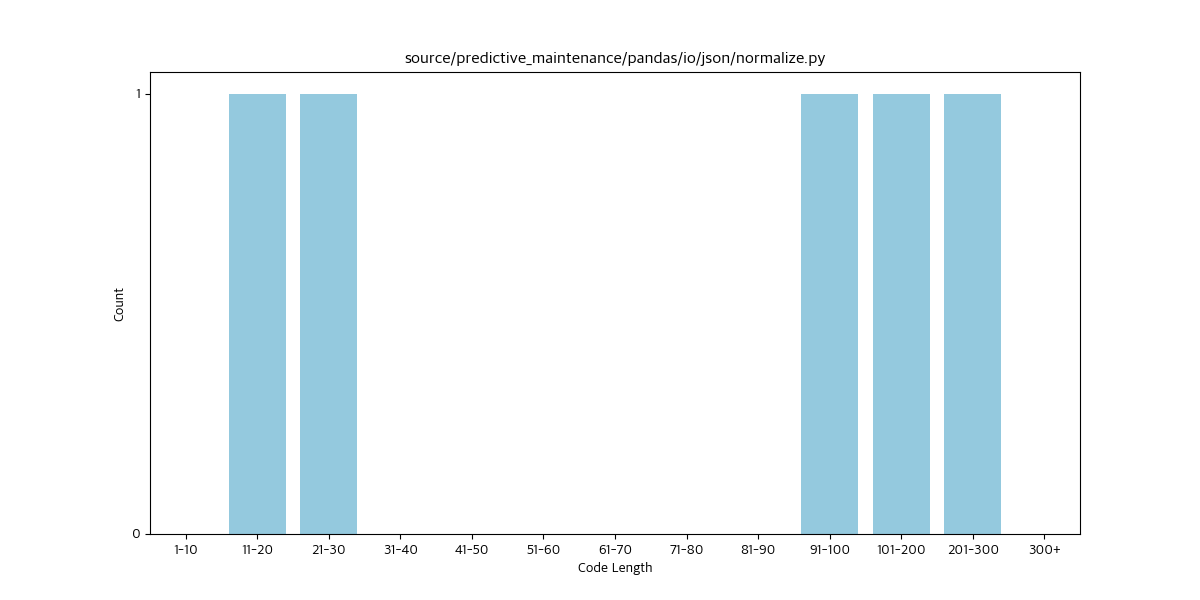 source/predictive_maintenance/pandas/io/json/normalize.py
1
Count
0
1-10 11-20 21-30 31-40 41-50 51-60 61-70 71-80 81-90 91-100 101-200 201-300 300+
Code Length